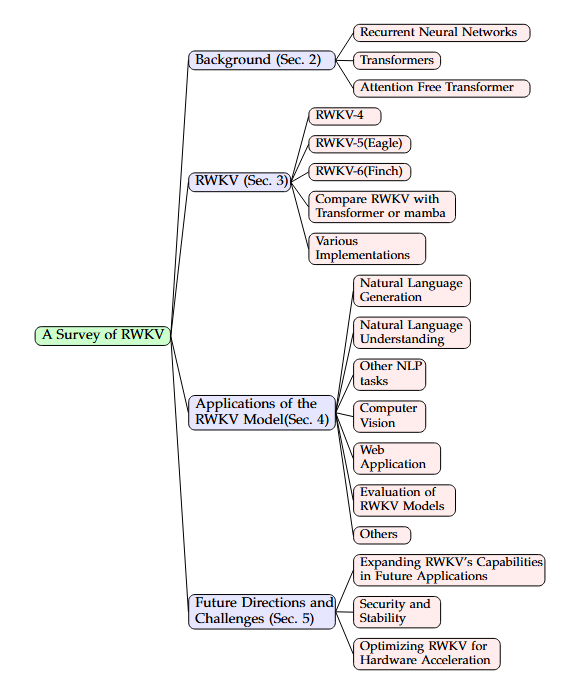 A Survey of RWKV
Background (Sec. 2)
Recurrent Neural Networks
Transformers
Attention Free Transformer
RWKV (Sec. 3)
RWKV-4
RWKV-5(Eagle)
RWKV-6(Finch)
Compare RWKV with
Transformer or mamba
Various
Implementations
Applications of the
RWKV Model(Sec. 4)
Natural Language
Generation
Natural Language
Understanding
Other NLP
tasks
Computer
Vision
Web
Application
Evaluation of
RWKV Models
Others
Future Directions and
Challenges (Sec. 5)
Expanding RWKV's Capabilities
in Future Applications
Security and
Stability
Optimizing RWKV for
Hardware Acceleration